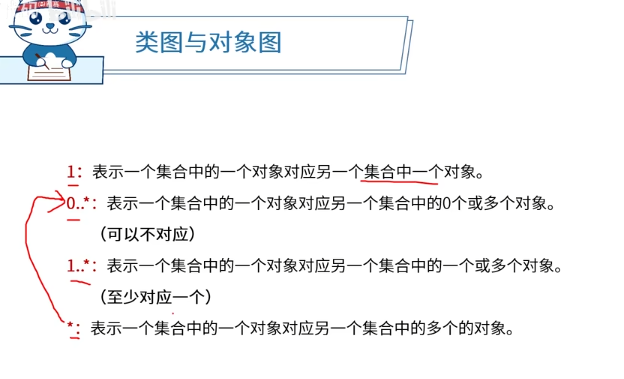 类图与对象图
1：表示一个集合中的一个对象对应另一个集合中一个对象。
0..*：表示一个集合中的一个对象对应另一个集合中的0个或多个对象。
（可以不对应）
1..*：表示一个集合中的一个对象对应另一个集合中的一个或多个对象。
（至少对应一个）
*：表示一个集合中的一个对象对应另一个集合中的多个的对象。